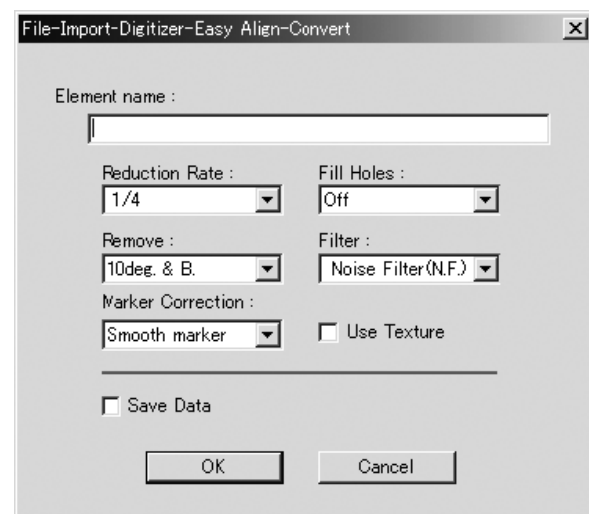 File-Import-Digitizer-Easy Align-Convert
Element name :
Reduction Rate :
Fill Holes :
1/4
Off
Remove :
Filter :
10deg. & B.
Noise Filter(N.F.)
Marker Correction :
Smooth marker
Use Texture
Save Data
OK
Cancel